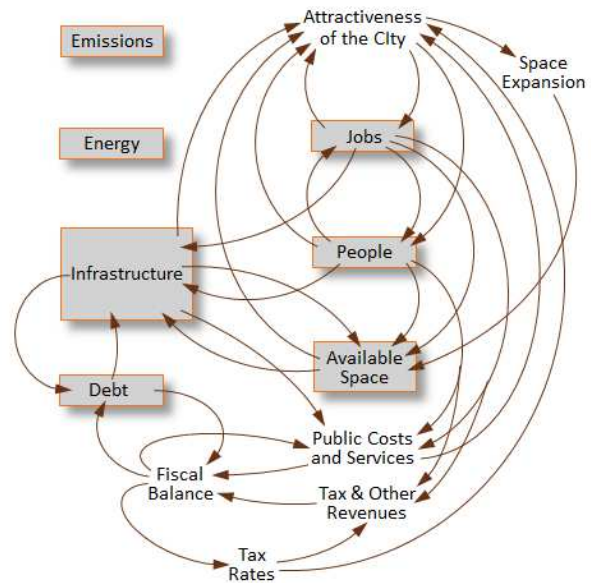 Emissions
Attractiveness
of the CIty
Space
Expansion
Energy
Jobs
People
Infrastructure
Available
Space
Debt
Public Costs
and Services
Fiscal
Balance
Tax & Other
Revenues
Tax
Rates